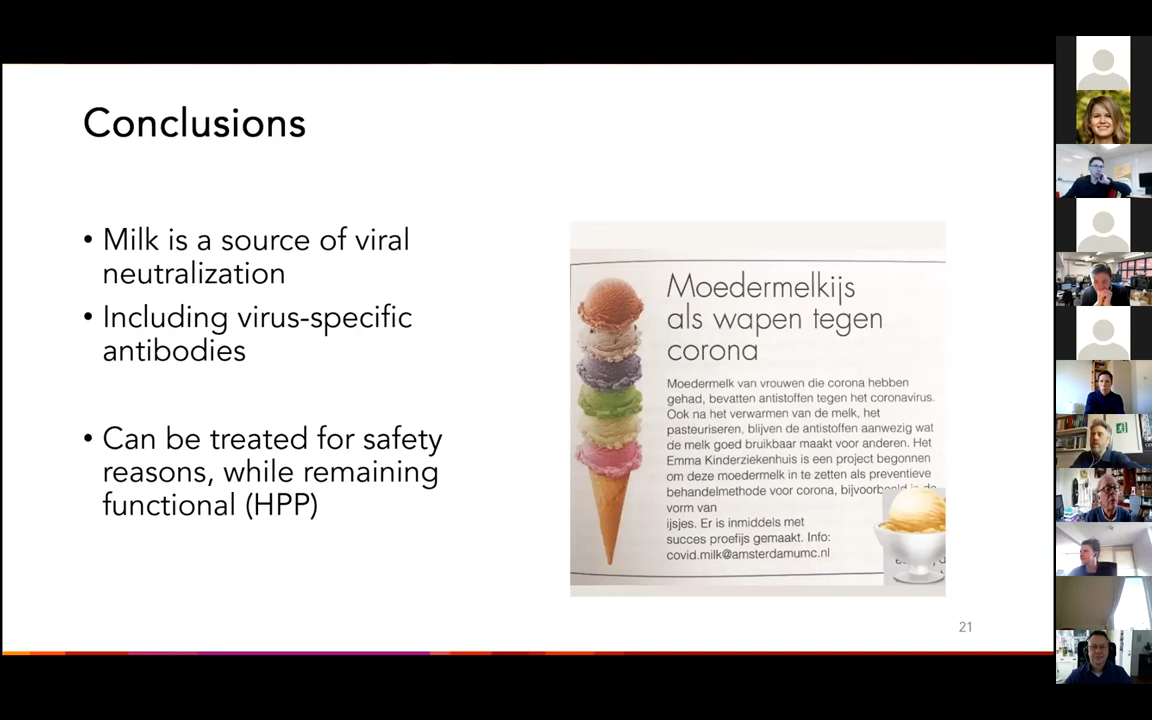 Conclusions
• Milk is a source of viral
neutralization
• Including virus-specific
antibodies
• Can be treated for safety
reasons, while remaining
functional (HPP)
Moedermelkijs
als wapen tegen
corona
Moedermelk van vrouwen die corona hebben
gehad, bevatten antistoffen tegen het coronavirus.
Ook na het verwarmen van de melk, het
pasteuriseren, blijven de antistoffen aanwezig wat
de melk goed bruikbaar maakt voor anderen. Het
Emma Kinderziekenhuis is een project begonnen
om deze moedermelk in te zetten als preventieve
behandelmethode voor corona, bijvoorbeeld in de
vorm van
ijsjes. Er is inmiddels met
succes proefijs gemaakt. Info:
covid.milk@amsterdamumc.nl
21